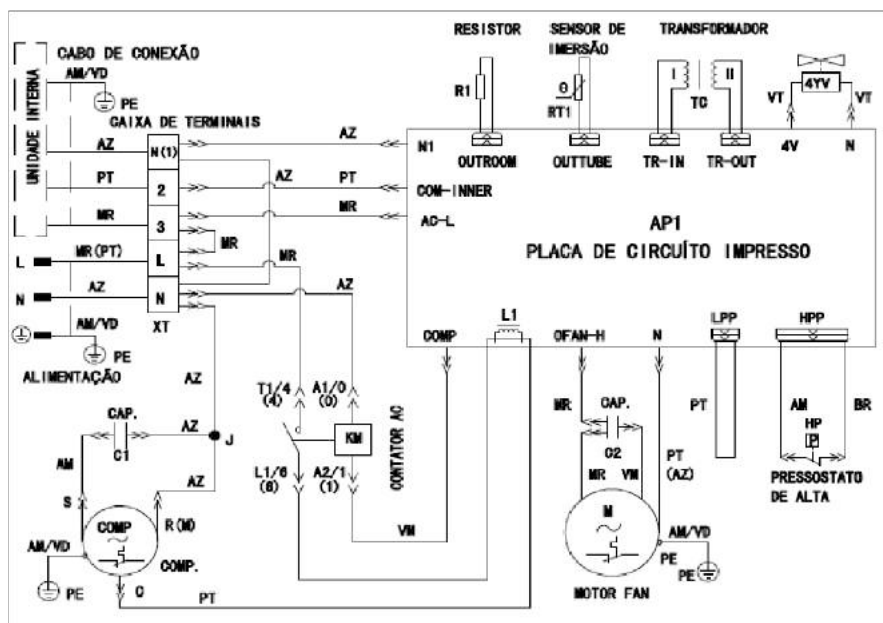 RESISTOR
SENSOR DE
IMERSÃO
TRANSFORMADOR
CABO DE CONEXÃO
AM/VD
PE
UNIDADE INTERNA
CAIXA DE TERMINAIS
R1
θ
RT1
I
II
TC
4YV
VT
VT
AZ
N(1)
AZ
N1
OUTROOM
OUTTUBE
TR-IN
TR-OUT
4V
N
PT
2
AZ
PT
COM-INNER
MR
3
MR
AC-L
AP1
PLACA DE CIRCUÍTO IMPRESSO
L
MR(PT)
L
MR
MR
AZ
N
AZ
N
AM/VD
XT
PE
ALIMENTAÇÃO
L1
COMP
OFAN-H
N
LPP
HPP
AZ
T1/4
(4)
A1/0
(0)
MR
CAP.
PT
AM
BR
CAP.
AZ
J
C1
KM
CONTATOR AC
C2
HP
P
AM
AZ
L1/6
(6)
A2/1
(1)
MR
VM
PT
(AZ)
PRESSOSTATO
DE ALTA
S
R(M)
COMP
VM
M
AM/VD
COMP.
AM/VD
PE
PE
PE
C
PT
MOTOR FAN